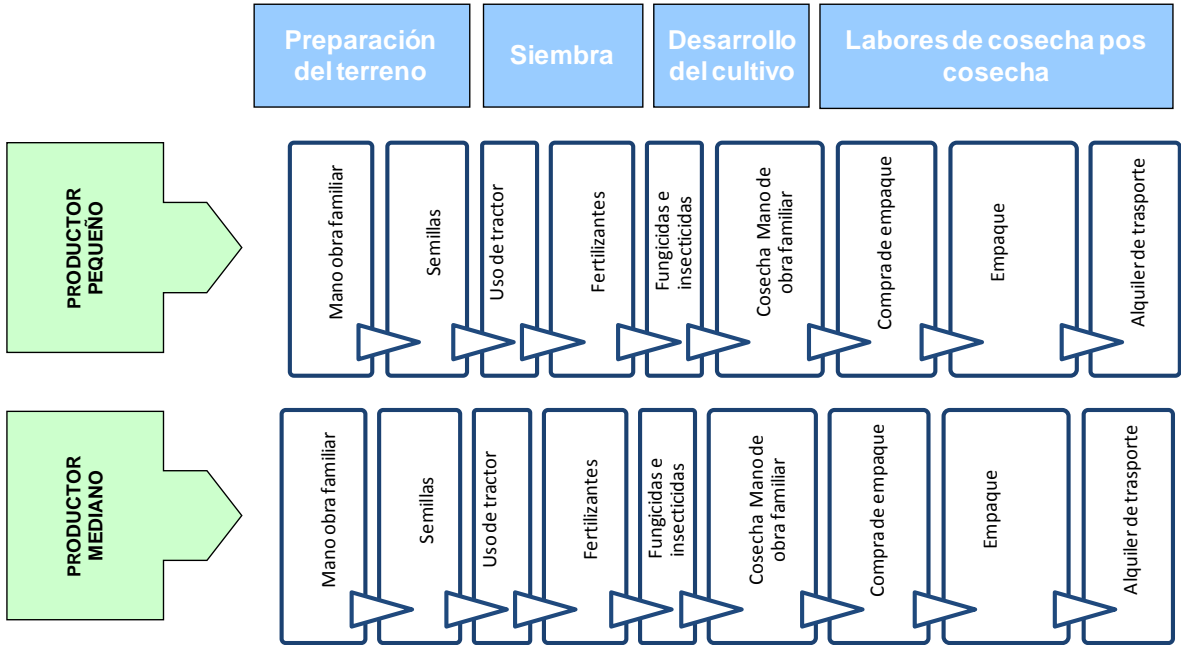 Preparación
del terreno
Siembra
Desarrollo
del cultivo
Labores de cosecha pos
cosecha
PRODUCTOR
PEQUEÑO
Mano obra familiar
Semillas
Uso de tractor
Fertilizantes
Fungicidas e
insecticidas
Cosecha Mano de
obra familiar
Compra de empaque
Empaque
Alquiler de trasporte
PRODUCTOR
MEDIANO
Mano obra familiar
Semillas
Uso de tractor
Fertilizantes
Fungicidas e
insecticidas
Cosecha Mano de
obra familiar
Compra de empaque
Empaque
Alquiler de trasporte